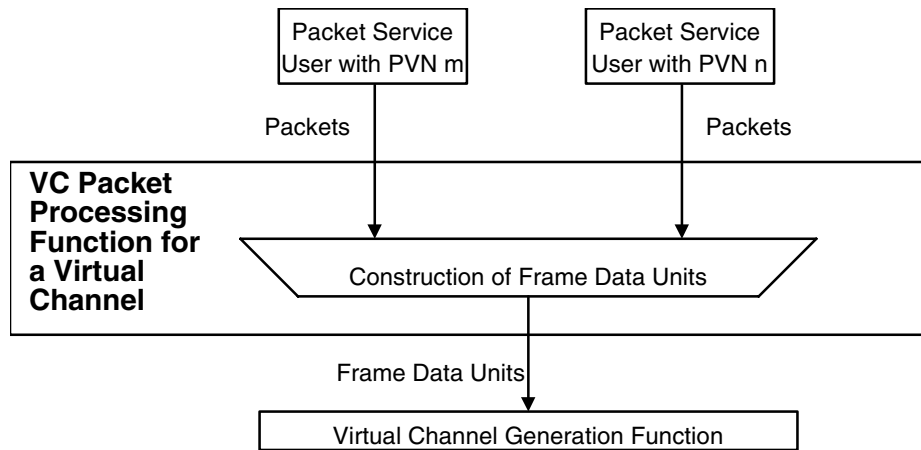 Packet Service
User with PVN m
Packet Service
User with PVN n
Packets
Packets
VC Packet
Processing
Function for
a Virtual
Channel
Construction of Frame Data Units
Frame Data Units
Virtual Channel Generation Function